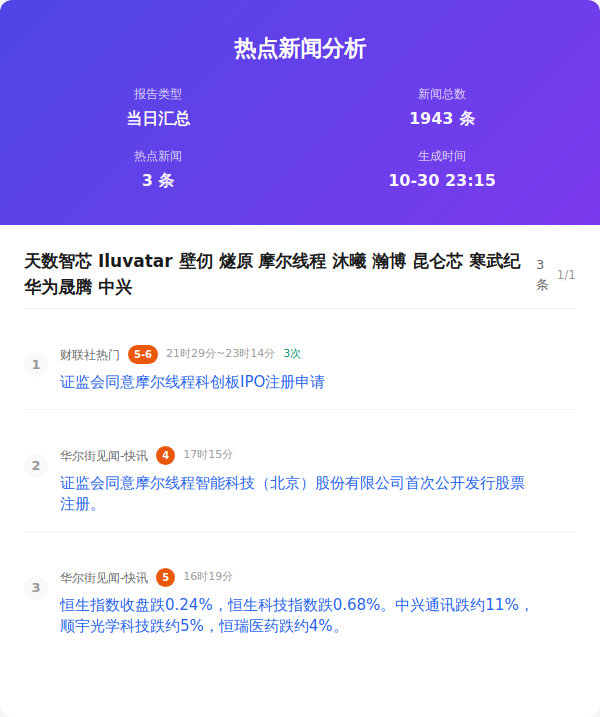 热点新闻分析
报告类型
新闻总数
当日汇总
1943 条
热点新闻
生成时间
3 条
10-30 23:15
天数智芯 Iluvatar 壁仞 燧原 摩尔线程 沐曦 瀚博 昆仑芯 寒武纪
华为晟腾 中兴
3
条
1/1
1
财联社热门 5-6 21时29分~23时14分 3次
证监会同意摩尔线程科创板IPO注册申请
2
华尔街见闻-快讯 4 17时15分
证监会同意摩尔线程智能科技（北京）股份有限公司首次公开发行股票
注册。
3
华尔街见闻-快讯 5 16时19分
恒生指数收盘跌0.24%，恒生科技指数跌0.68%。中兴通讯跌约11%，
顺宇光学科技跌约5%，恒瑞医药跌约4%。